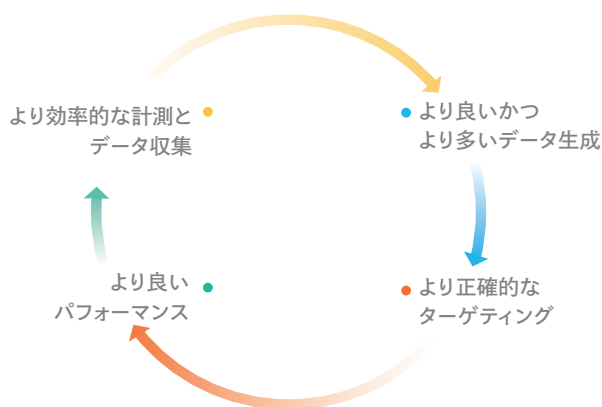 より効率的な計測と
データ収集
より良いかつ
より多いデータ生成
より正確的な
ターゲティング
より良い
パフォーマンス